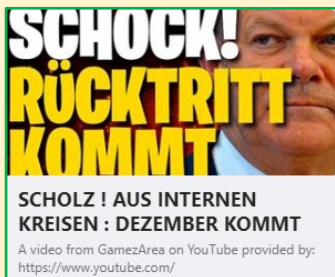 SCHOCK!
RÜCKTRITT
KOMMT
SCHOLZ ! AUS INTERNEN
KREISEN : DEZEMBER KOMMT
A video from GamezArea on YouTube provided by:
https://www.youtube.com/